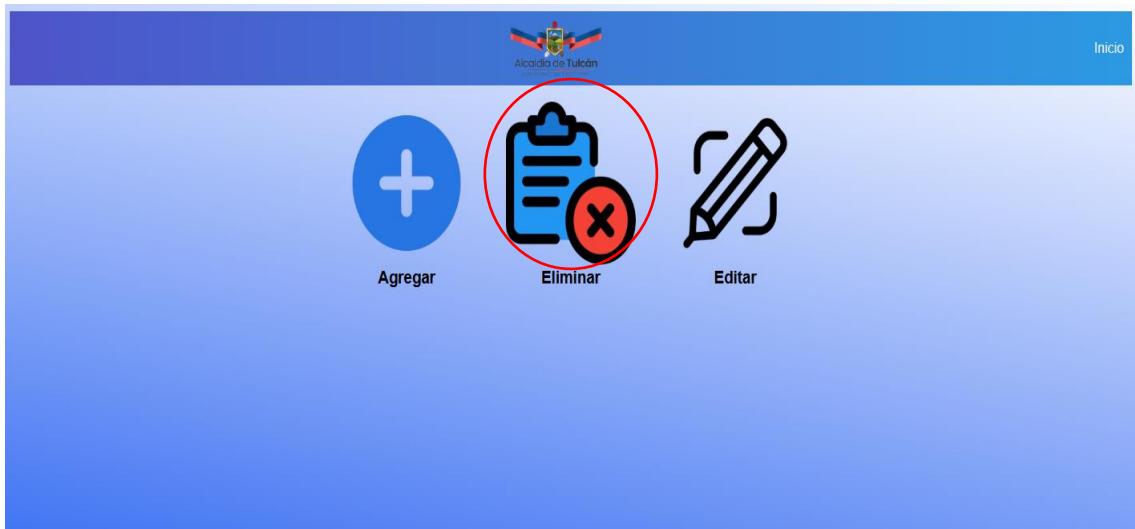 Alcaldía de Tulcán
Inicio
Agregar
Eliminar
Editar